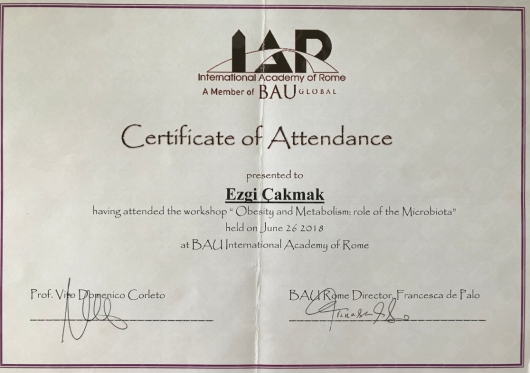 IAR
International Academy of Rome
A Member of BAU GLOBAL
Certificate of Attendance
presented to
Ezgi Çakmak
having attended the workshop “ Obesity and Metabolism: role of the Microbiota”
held on June 26 2018
at BAU International Academy of Rome
Prof. Vito Domenico Corleto
BAU Rome Director, Francesca de Palo